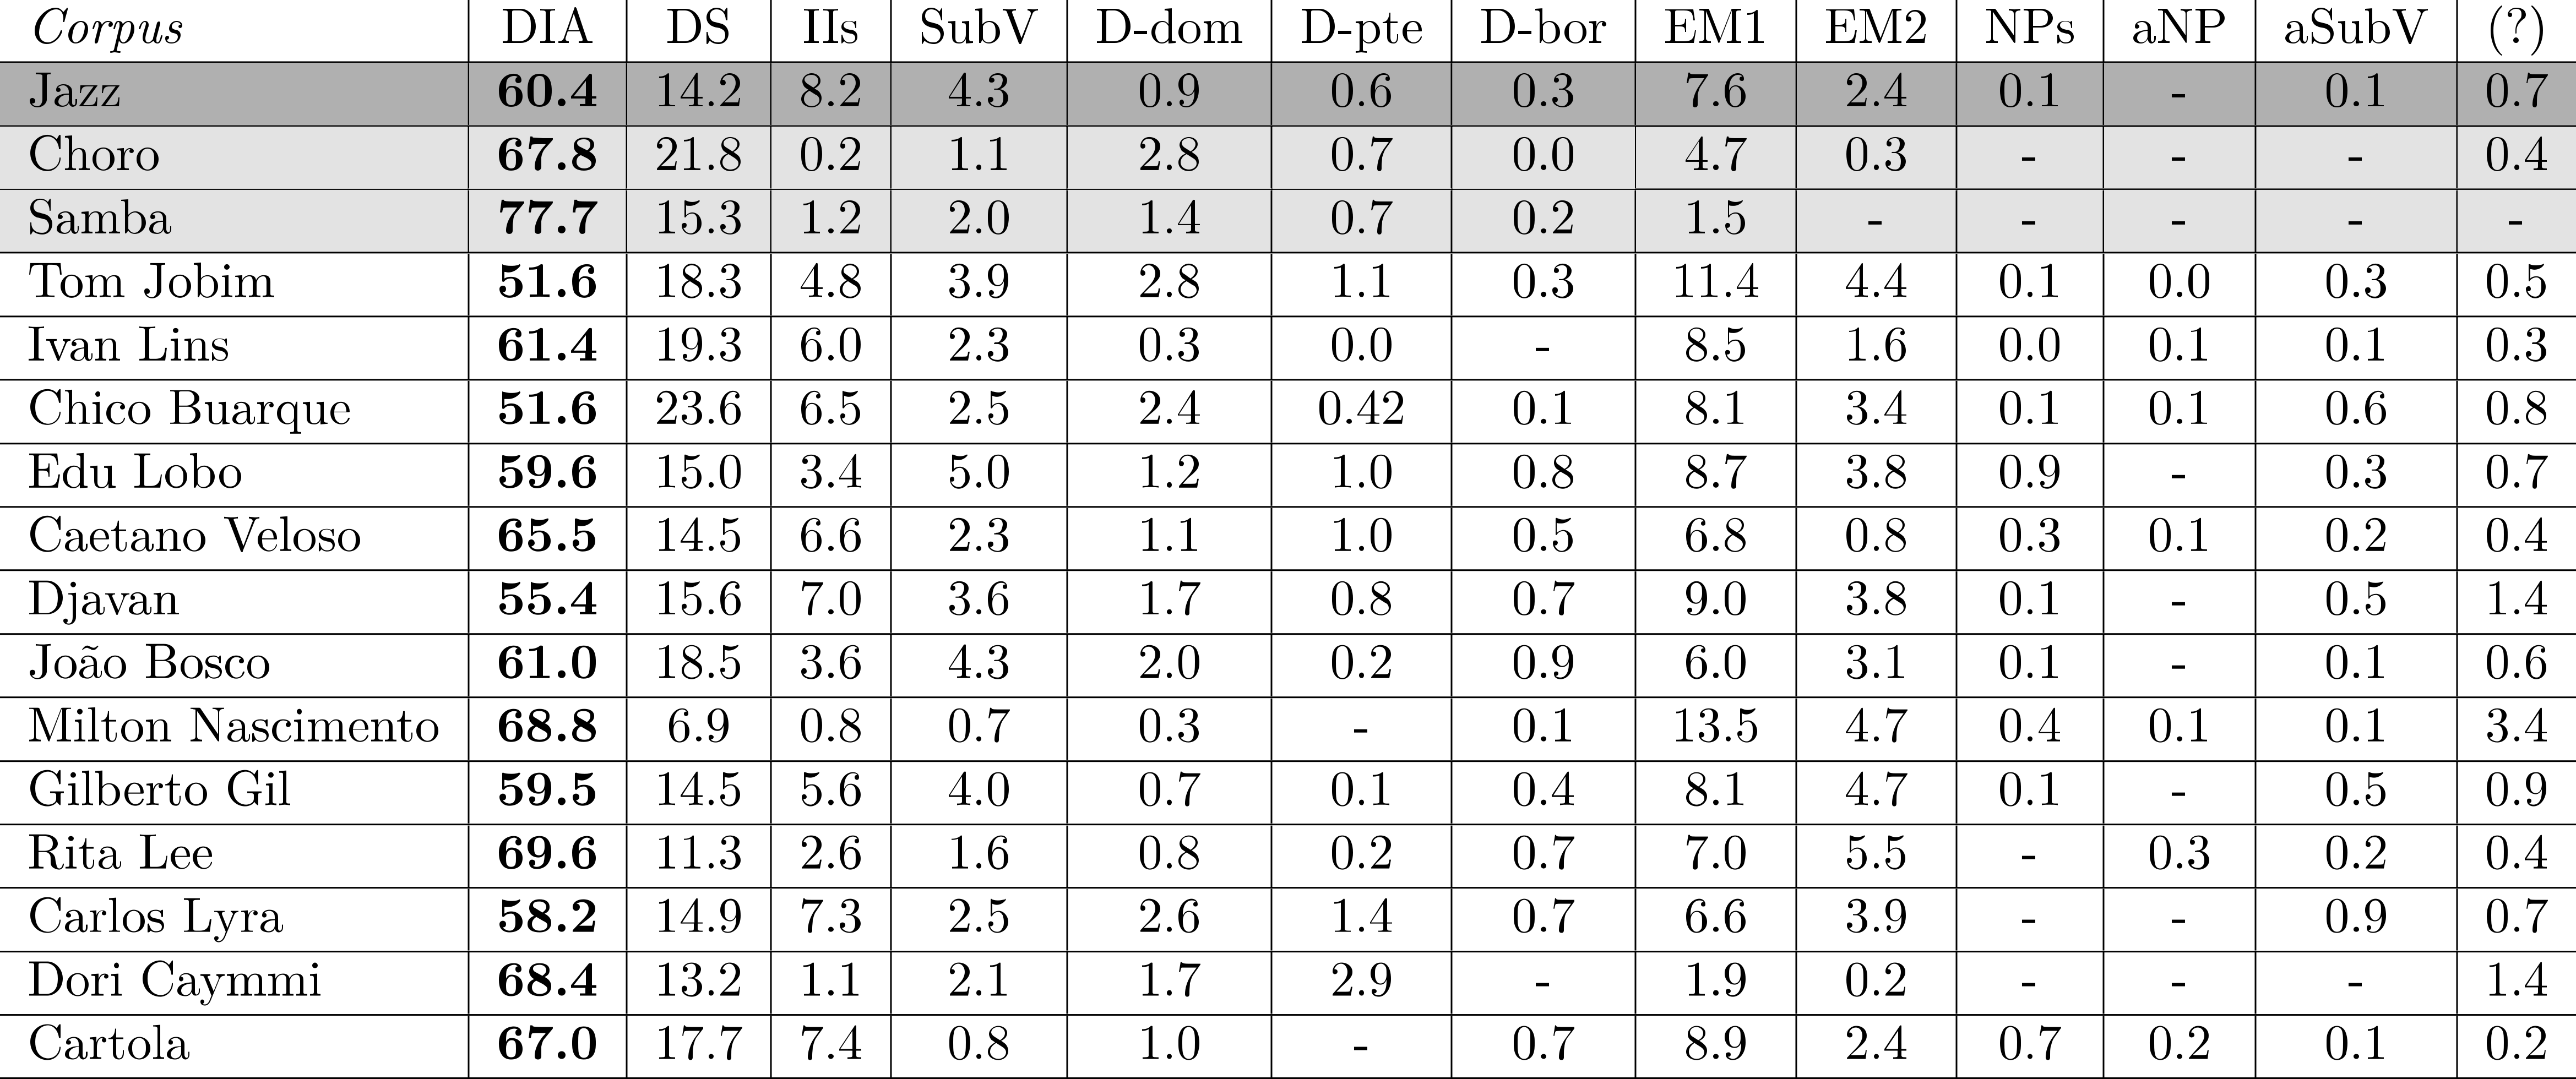 Corpus DIA DS IIs SubV D-dom D-pte D-bor EM1 EM2 NPs aNP aSubV (?)
Jazz 60.4 14.2 8.2 4.3 0.9 0.6 0.3 7.6 2.4 0.1 - 0.1 0.7
Choro 67.8 21.8 0.2 1.1 2.8 0.7 0.0 4.7 0.3 - - - 0.4
Samba 77.7 15.3 1.2 2.0 1.4 0.7 0.2 1.5 - - - - -
Tom Jobim 51.6 18.3 4.8 3.9 2.8 1.1 0.3 11.4 4.4 0.1 0.0 0.3 0.5
Ivan Lins 61.4 19.3 6.0 2.3 0.3 0.0 - 8.5 1.6 0.0 0.1 0.1 0.3
Chico Buarque 51.6 23.6 6.5 2.5 2.4 0.42 0.1 8.1 3.4 0.1 0.1 0.6 0.8
Edu Lobo 59.6 15.0 3.4 5.0 1.2 1.0 0.8 8.7 3.8 0.9 - 0.3 0.7
Caetano Veloso 65.5 14.5 6.6 2.3 1.1 1.0 0.5 6.8 0.8 0.3 0.1 0.2 0.4
Djavan 55.4 15.6 7.0 3.6 1.7 0.8 0.7 9.0 3.8 0.1 - 0.5 1.4
João Bosco 61.0 18.5 3.6 4.3 2.0 0.2 0.9 6.0 3.1 0.1 - 0.1 0.6
Milton Nascimento 68.8 6.9 0.8 0.7 0.3 - 0.1 13.5 4.7 0.4 0.1 0.1 3.4
Gilberto Gil 59.5 14.5 5.6 4.0 0.7 0.1 0.4 8.1 4.7 0.1 - 0.5 0.9
Rita Lee 69.6 11.3 2.6 1.6 0.8 0.2 0.7 7.0 5.5 - 0.3 0.2 0.4
Carlos Lyra 58.2 14.9 7.3 2.5 2.6 1.4 0.7 6.6 3.9 - - 0.9 0.7
Dori Caymmi 68.4 13.2 1.1 2.1 1.7 2.9 - 1.9 0.2 - - - 1.4
Cartola 67.0 17.7 7.4 0.8 1.0 - 0.7 8.9 2.4 0.7 0.2 0.1 0.2